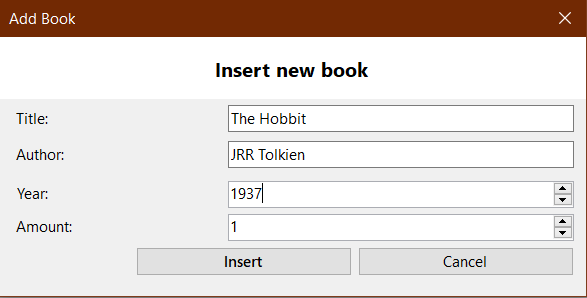 Add Book
Insert new book
Title: The Hobbit
Author: JRR Tolkien
Year: 1937
Amount: 1
Insert Cancel